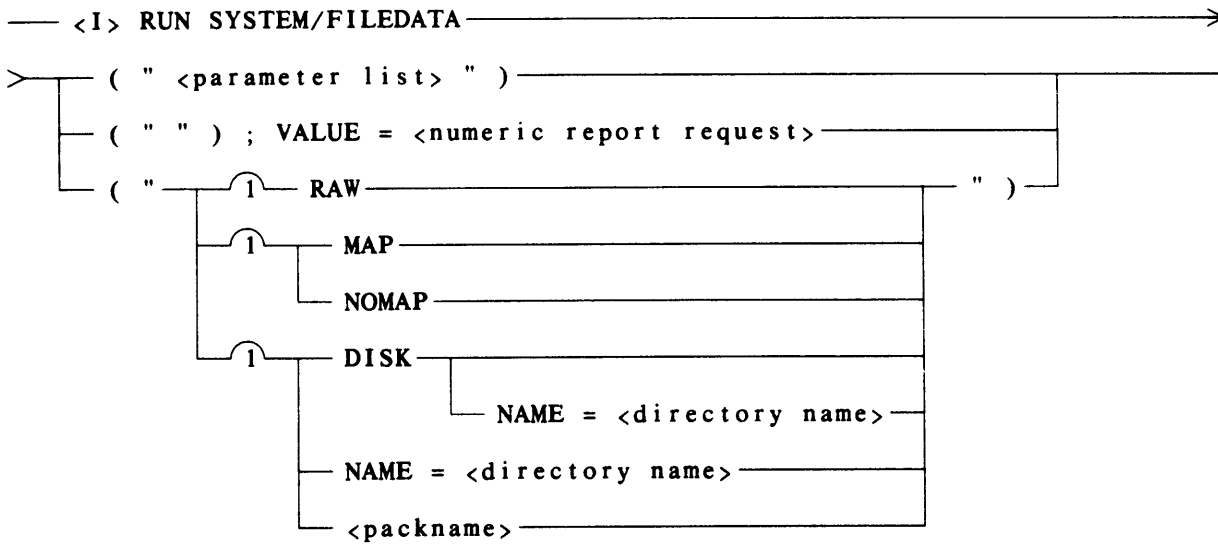 <I> RUN SYSTEM/FILEDATA
( " <parameter list> " )
( " " ) ; VALUE = <numeric report request>
( " 1 RAW " )
1 MAP
NOMAP
1 DISK
NAME = <directory name>
NAME = <directory name>
<packname>